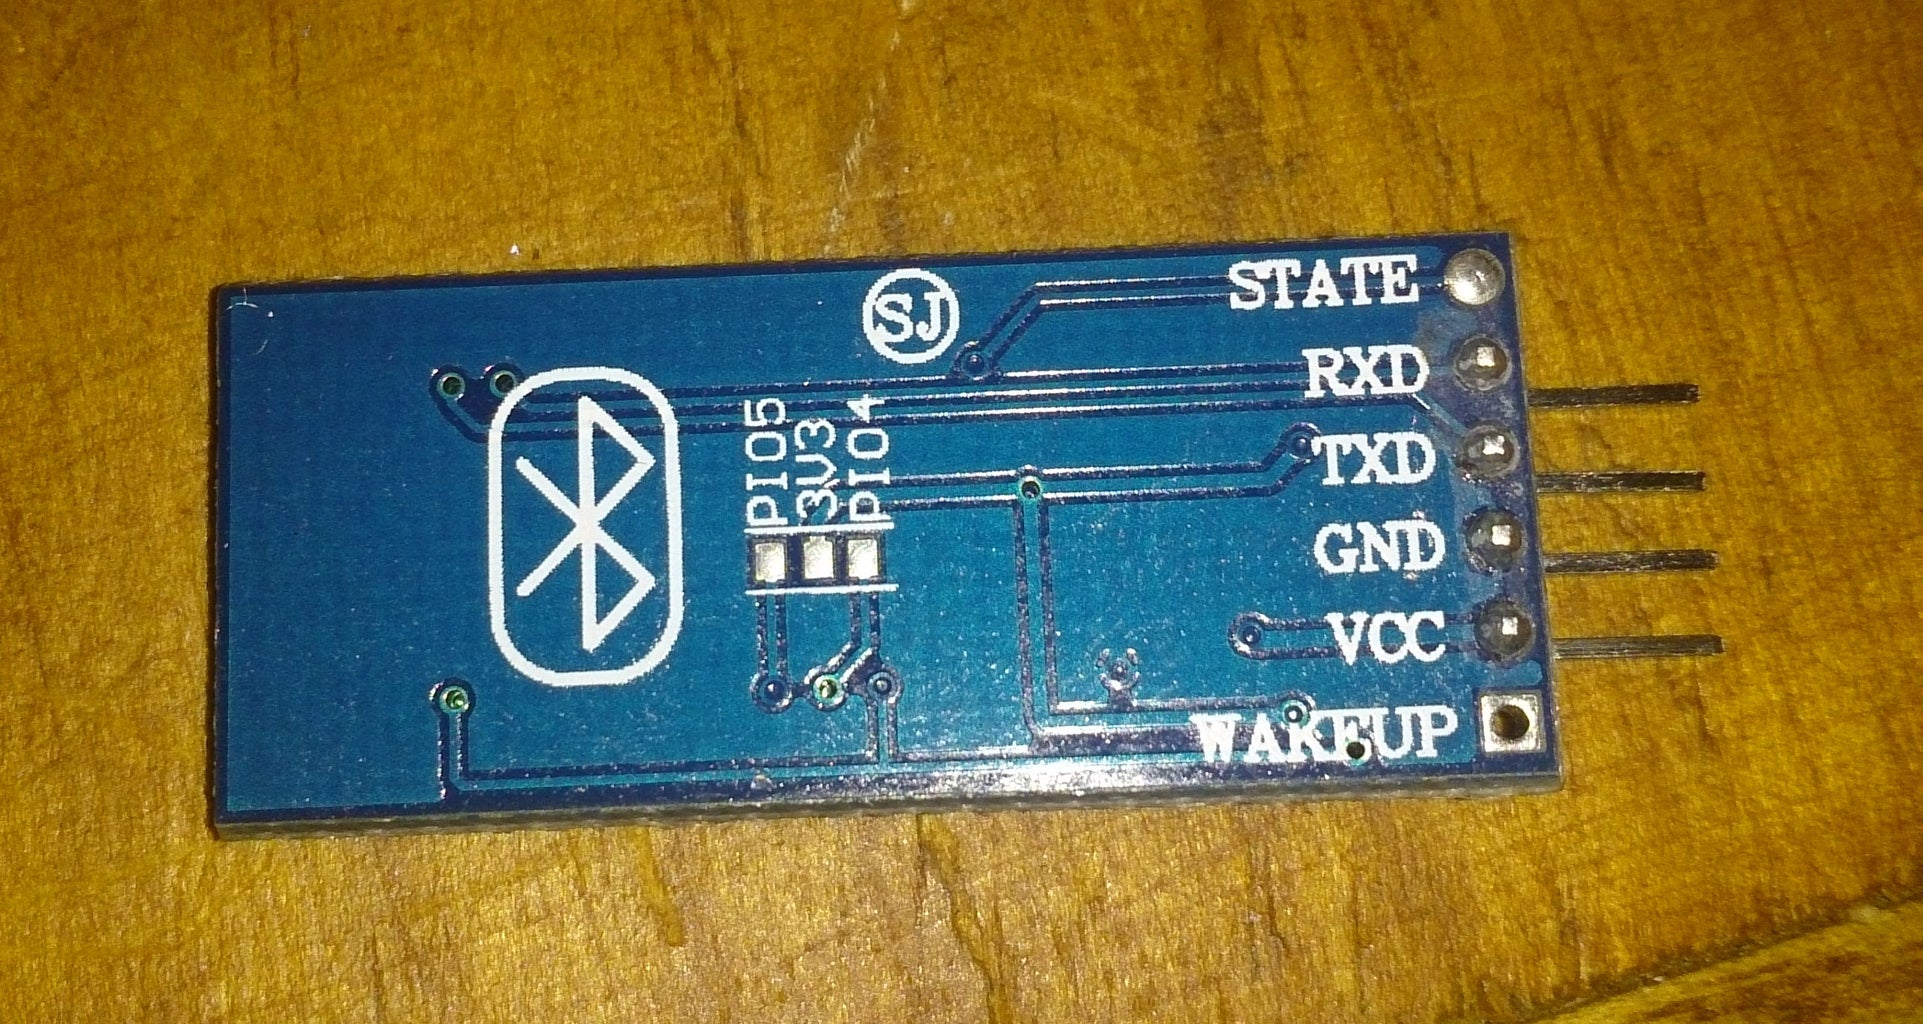 SJ
STATE
RXD
TXD
GND
VCC
WAKEUP
PIO5
3V3
PIO4